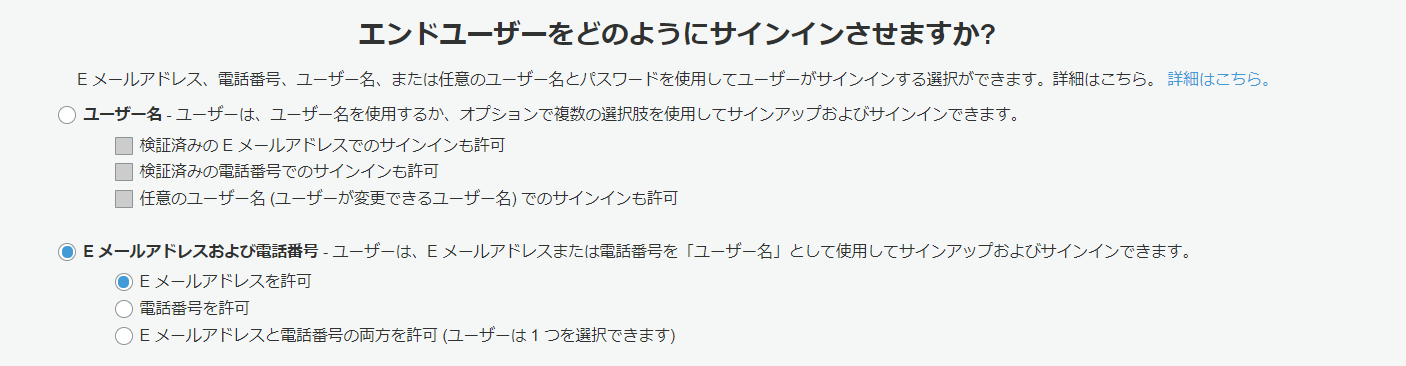 エンドユーザーをどのようにサインインさせますか?
E メールアドレス、電話番号、ユーザー名、または任意のユーザー名とパスワードを使用してユーザーがサインインする選択ができます。詳細はこちら。 詳細はこちら。
ユーザー名 - ユーザーは、ユーザー名を使用するか、オプションで複数の選択肢を使用してサインアップおよびサインインできます。
検証済みの E メールアドレスでのサインインも許可
検証済みの電話番号でのサインインも許可
任意のユーザー名 (ユーザーが変更できるユーザー名) でのサインインも許可
E メールアドレスおよび電話番号 - ユーザーは、E メールアドレスまたは電話番号を「ユーザー名」として使用してサインアップおよびサインインできます。
E メールアドレスを許可
電話番号を許可
E メールアドレスと電話番号の両方を許可 (ユーザーは 1 つを選択できます)